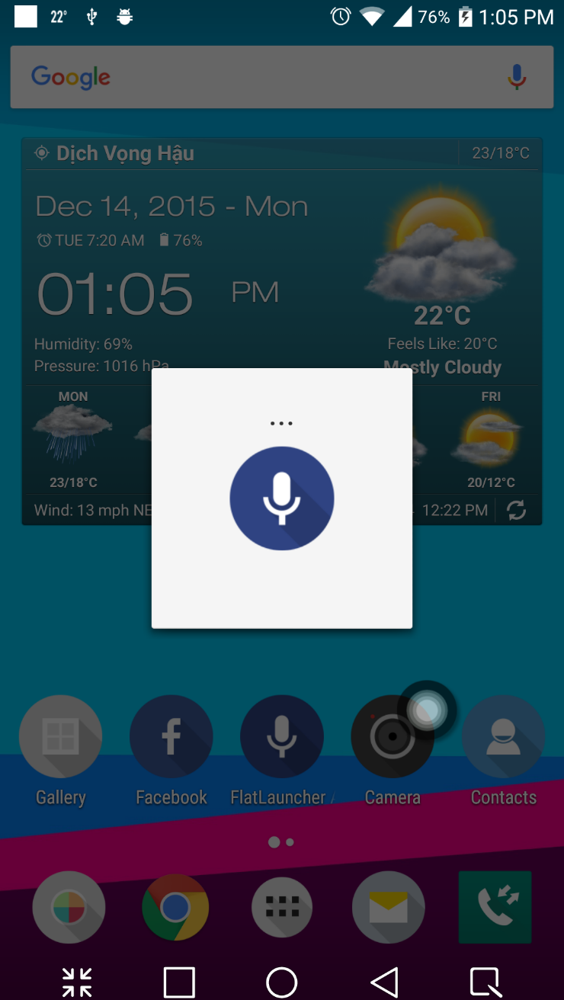 22° 76% 1:05 PM
Google
Dịch Vọng Hậu 23/18°C
Dec 14, 2015 - Mon
TUE 7:20 AM 76%
01:05 PM
22°C
Humidity: 69% Feels Like: 20°C
Pressure: 1016 hPa Mostly Cloudy
MON FRI
...
23/18°C 20/12°C
Wind: 13 mph NE 12:22 PM
Gallery Facebook FlatLauncher Camera Contacts